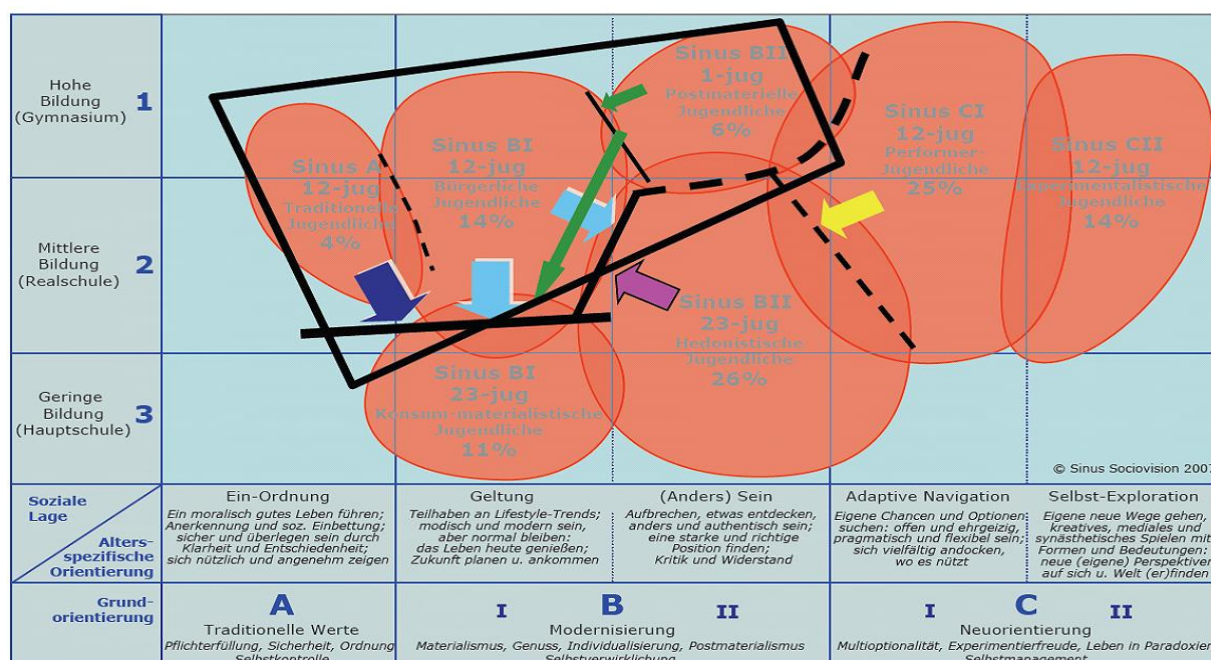 Hohe
Bildung
(Gymnasium)
1
Mittlere
Bildung
(Realschule)
2
Geringe
Bildung
(Hauptschule)
3
Sinus A
12-jug
Traditionelle
Jugendliche
4%
Sinus BI
12-jug
Bürgerliche
Jugendliche
14%
Sinus BII
1-jug
Postmaterielle
Jugendliche
6%
Sinus CI
12-jug
Performer-
Jugendliche
25%
Sinus CII
12-jug
Experimentalistische
Jugendliche
14%
Sinus BII
23-jug
Hedonistische-
Jugendliche
26%
Sinus BI
23-jug
Konsum-materialistische
Jugendliche
11%
© Sinus Sociovision 2007
Soziale
Lage
Alters-
spezifische
Orientierung
Ein-Ordnung
Ein moralisch gutes Leben führen;
Anerkennung und soz. Einbettung;
sicher und überlegen sein durch
Klarheit und Entschiedenheit;
sich nützlich und angenehm zeigen
Geltung
Teilhaben an Lifestyle-Trends;
modisch und modern sein,
aber normal bleiben:
das Leben heute genießen;
Zukunft planen u. ankommen
(Anders) Sein
Aufbrechen, etwas entdecken,
anders und authentisch sein;
eine starke und richtige
Position finden;
Kritik und Widerstand
Adaptive Navigation
Eigene Chancen und Optionen
suchen: offen und ehrgeizig,
pragmatisch und flexibel sein;
sich vielfältig andocken,
wo es nützt
Selbst-Exploration
Eigene neue Wege gehen,
kreatives, mediales und
synästhetisches Spielen mit
Formen und Bedeutungen:
neue (eigene) Perspektiven
auf sich u. Welt (er)finden
Grund-
orientierung
A
Traditionelle Werte
Pflichterfüllung, Sicherheit, Ordnung
Selbstkontrolle
I B II
Modernisierung
Materialismus, Genuss, Individualisierung, Postmaterialismus
Selbstverwirklichung
I C II
Neuorientierung
Multioptionalität, Experimentierfreude, Leben in Paradoxien
Selbstmanagement